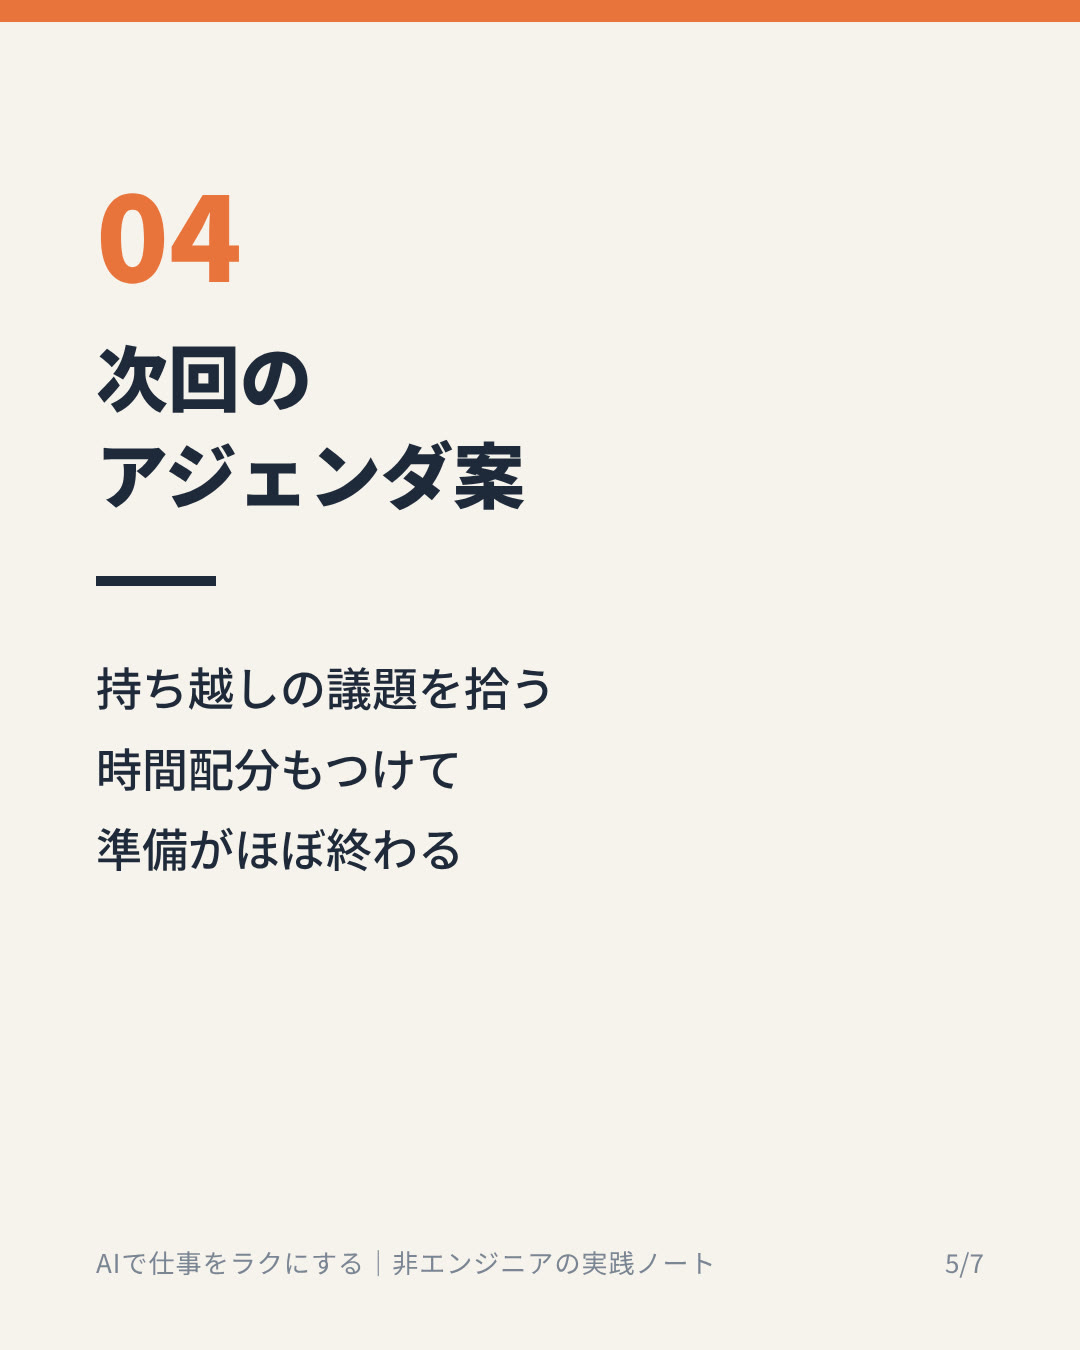 04
次回の
アジェンダ案
持ち越しの議題を拾う
時間配分もつけて
準備がほぼ終わる
AIで仕事をラクにする｜非エンジニアの実践ノート
5/7